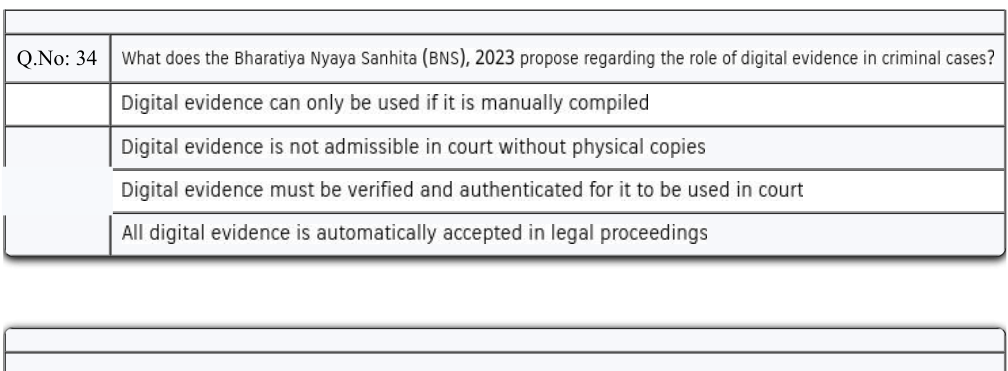 Q.No: 34 What does the Bharatiya Nyaya Sanhita (BNS), 2023 propose regarding the role of digital evidence in criminal cases?
Digital evidence can only be used if it is manually compiled
Digital evidence is not admissible in court without physical copies
Digital evidence must be verified and authenticated for it to be used in court
All digital evidence is automatically accepted in legal proceedings